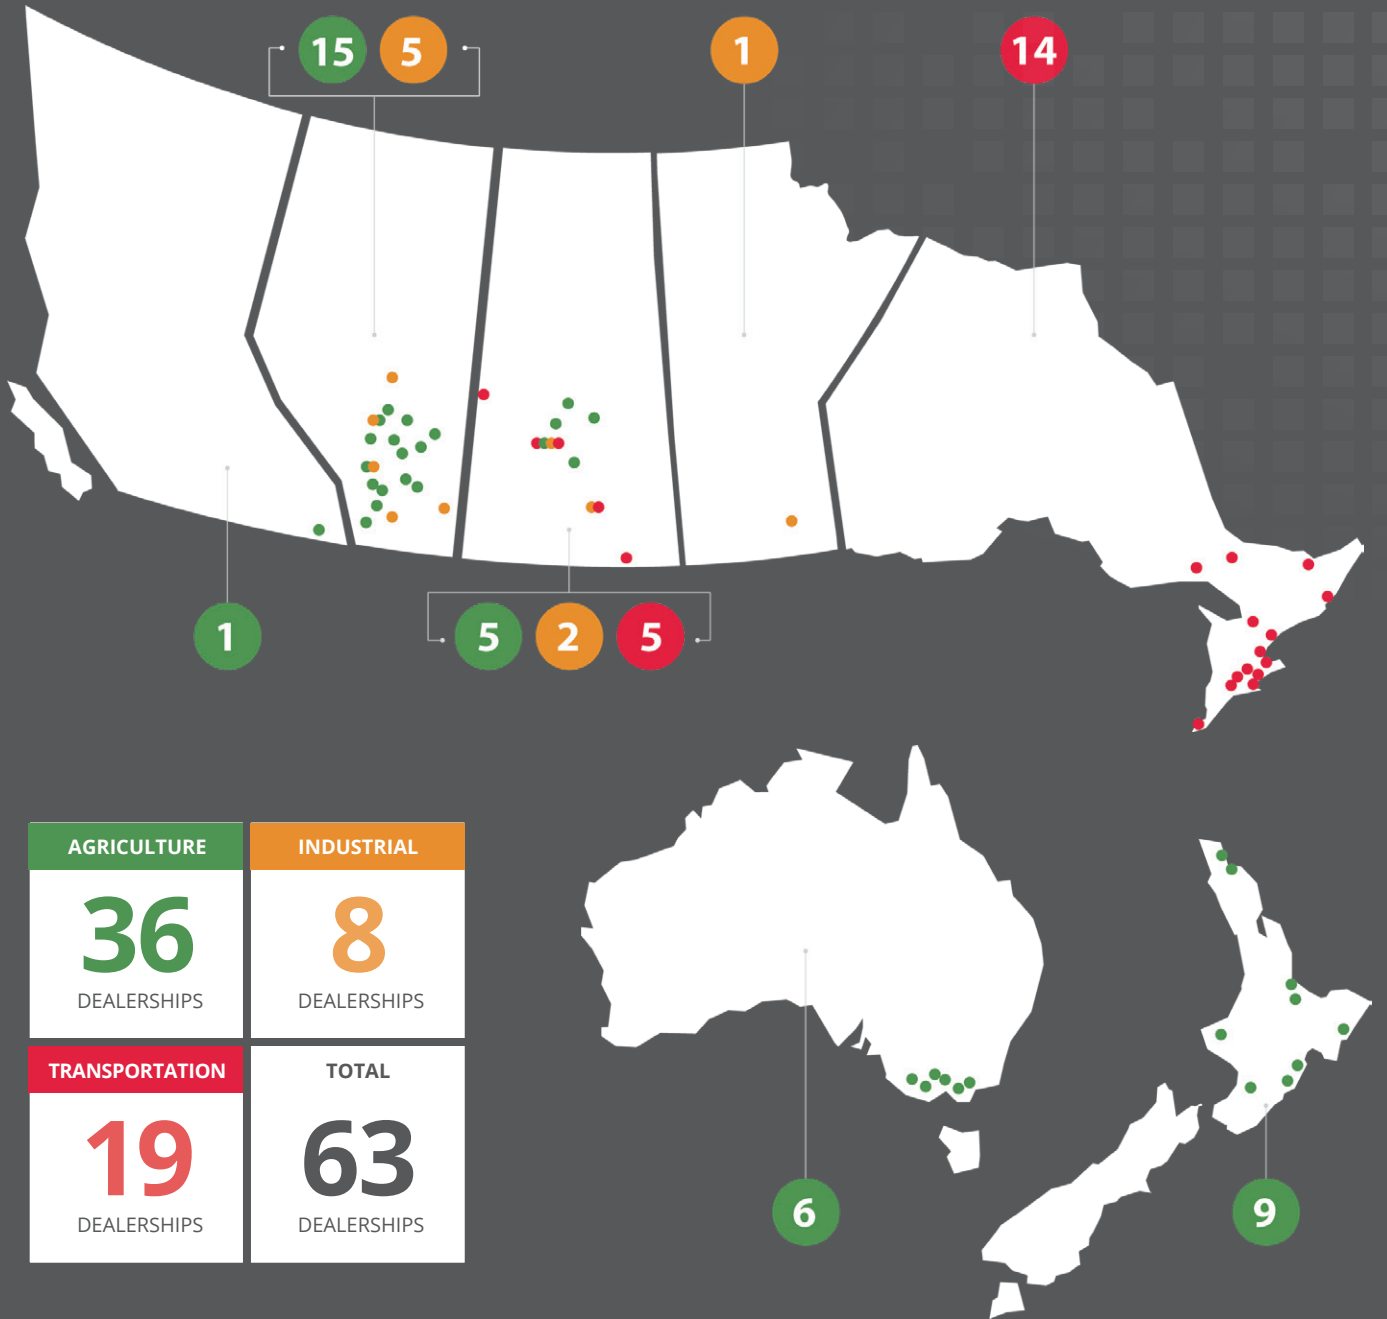 15 5 1 14
1 5 2 5
AGRICULTURE INDUSTRIAL
36 8
DEALERSHIPS DEALERSHIPS
TRANSPORTATION TOTAL
19 63
DEALERSHIPS DEALERSHIPS
6 9